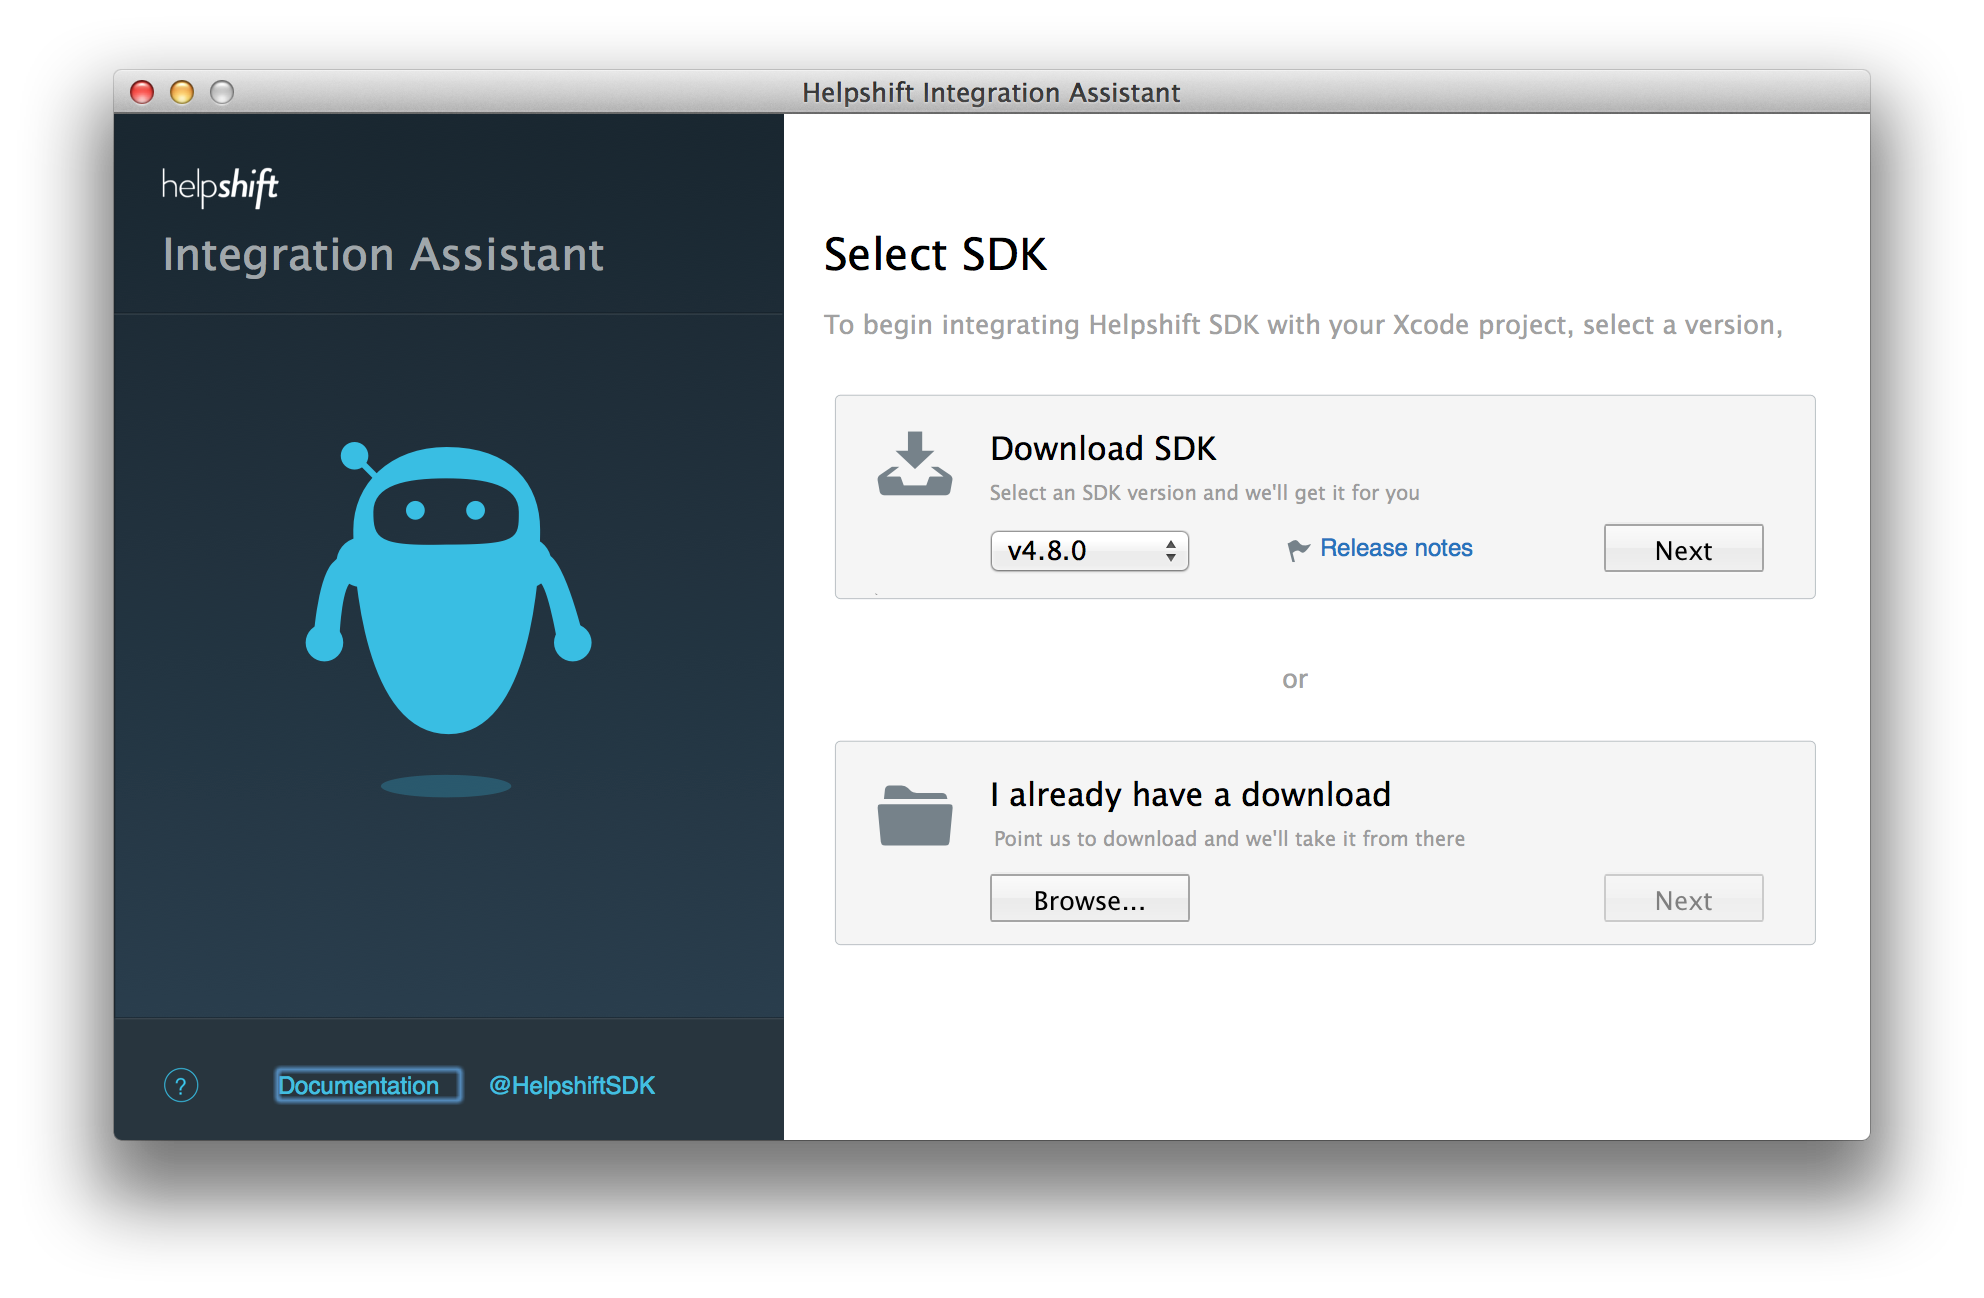 Helpshift Integration Assistant
helpshift
Integration Assistant
Select SDK
To begin integrating Helpshift SDK with your Xcode project, select a version,
Download SDK
Select an SDK version and we'll get it for you
v4.8.0
Release notes
Next
or
I already have a download
Point us to download and we'll take it from there
Browse...
Next
?
Documentation
@HelpshiftSDK